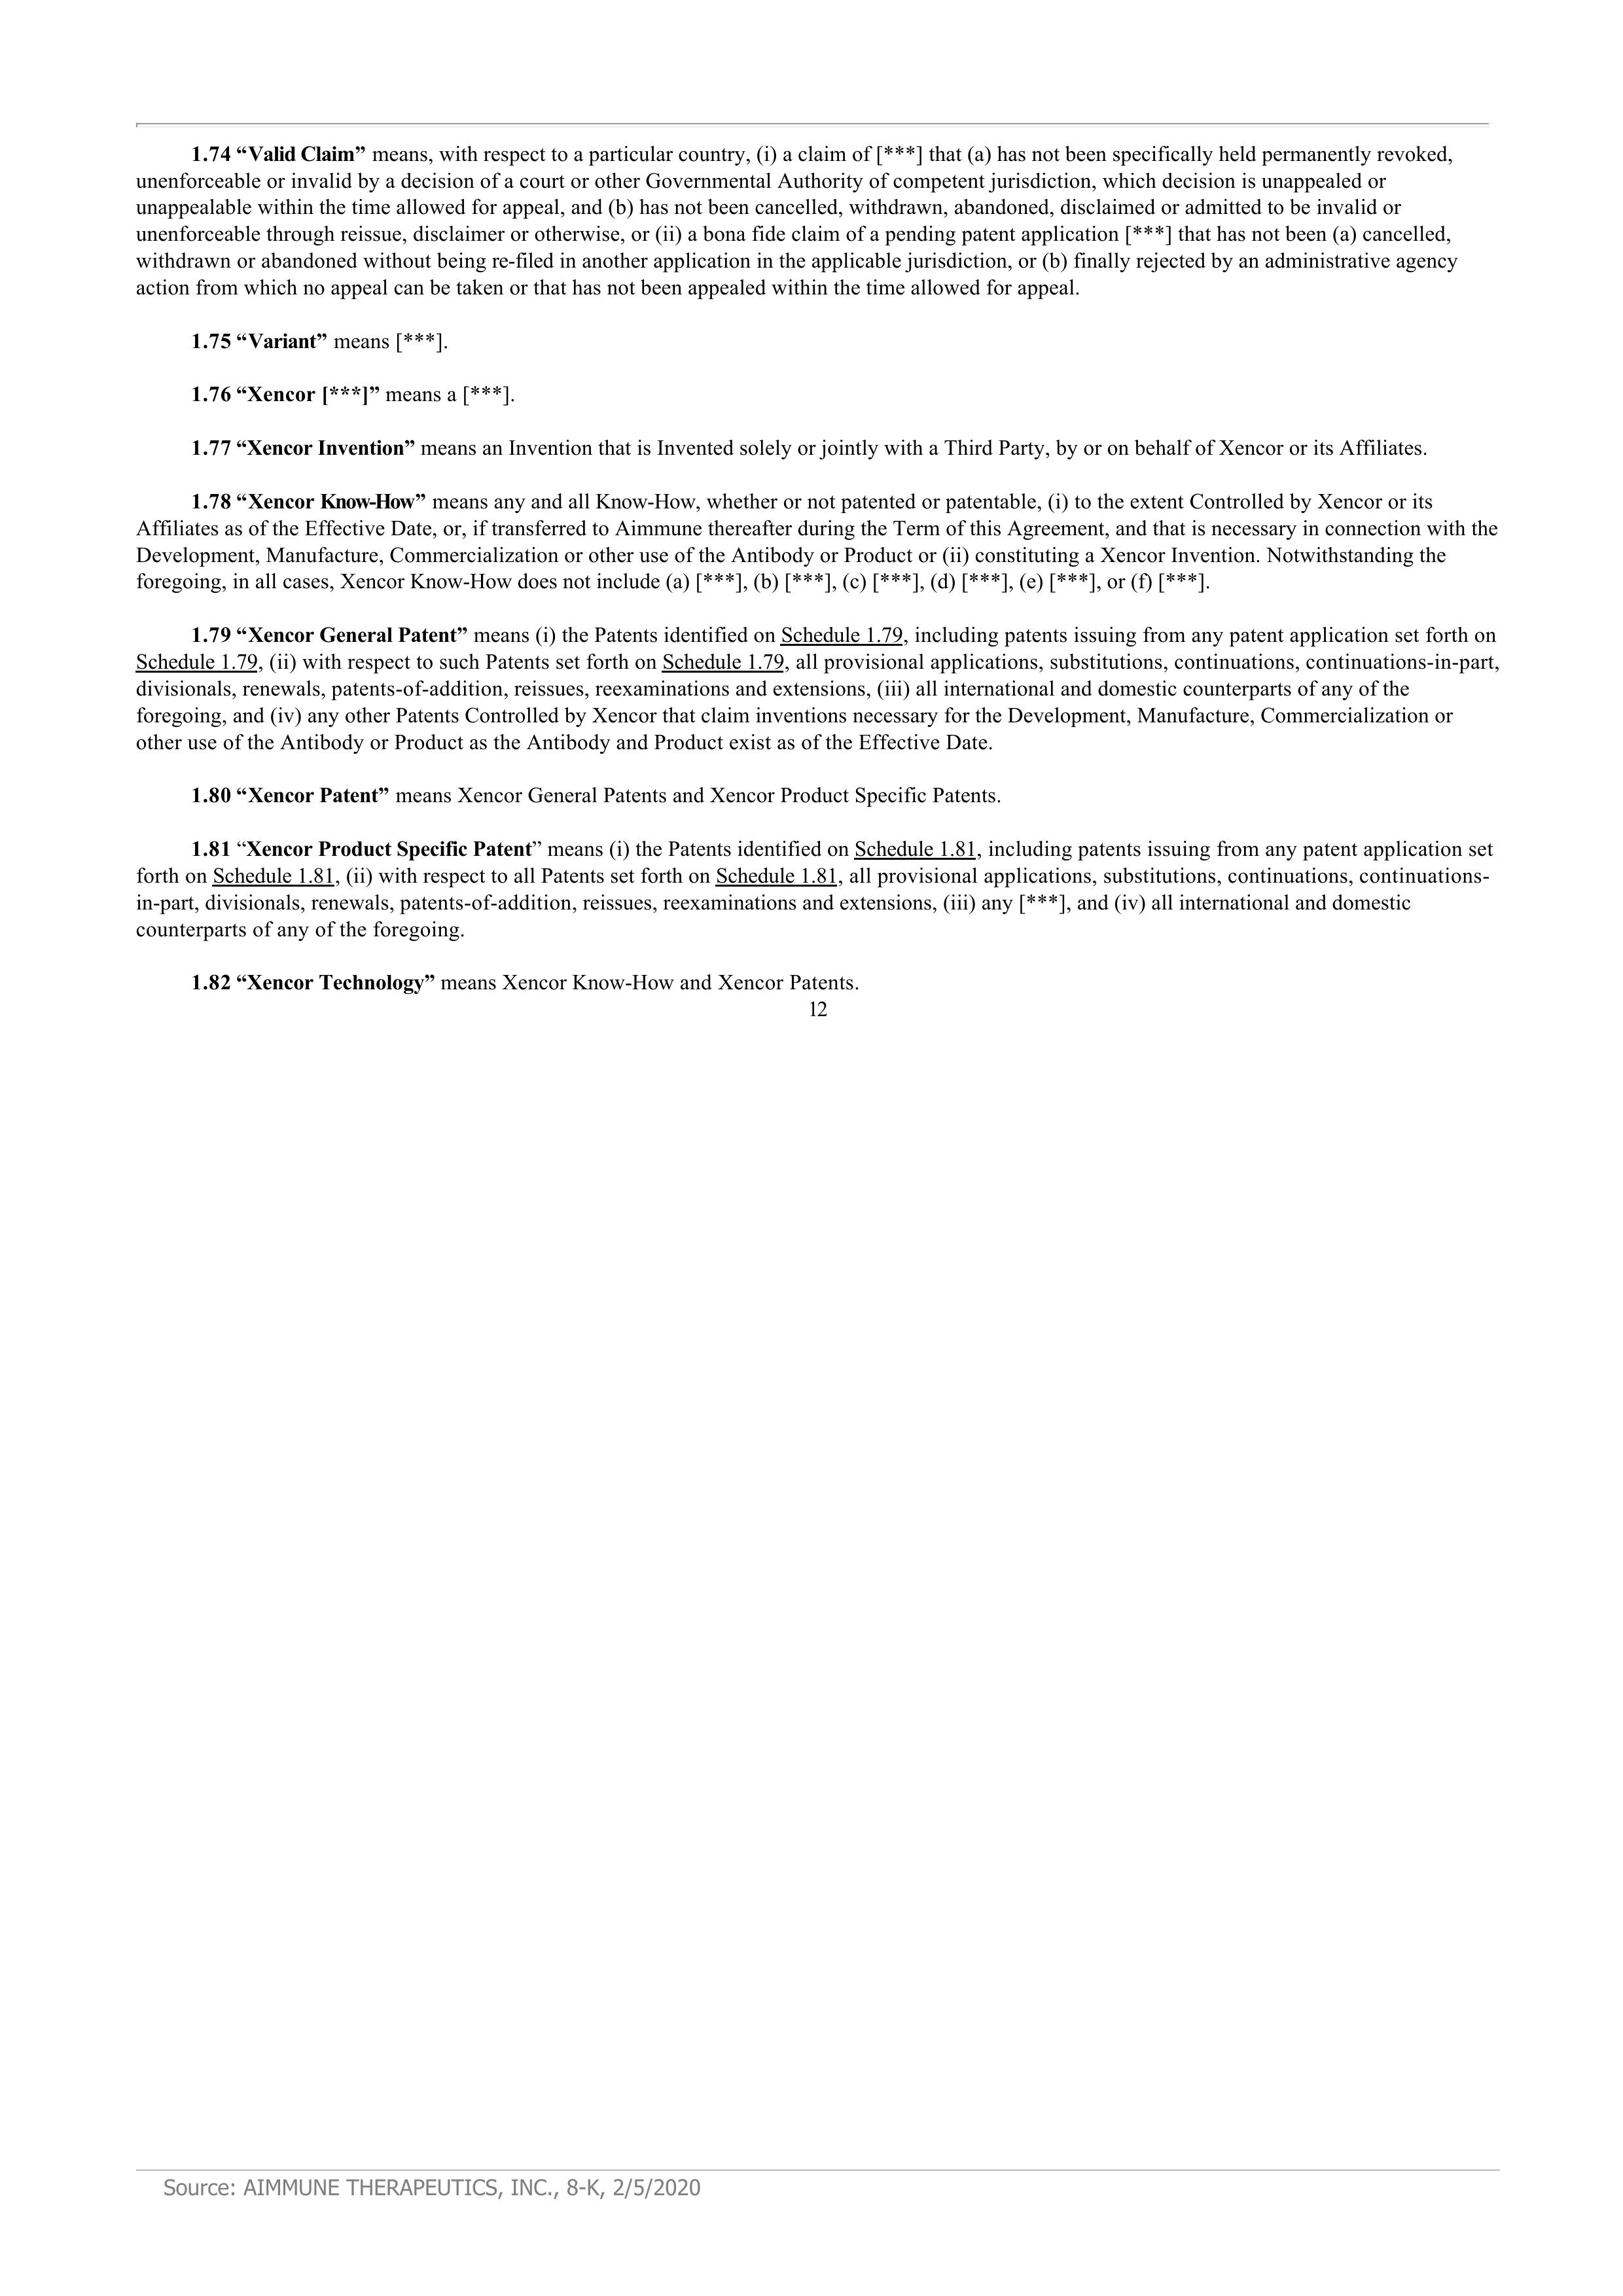 1.74 “Valid Claim” means, with respect to a particular country, (i) a claim of [***] that (a) has not been specifically held permanently revoked,
unenforceable or invalid by a decision of a court or other Governmental Authority of competent jurisdiction, which decision is unappealed or
unappealable within the time allowed for appeal, and (b) has not been cancelled, withdrawn, abandoned, disclaimed or admitted to be invalid or
unenforceable through reissue, disclaimer or otherwise, or (ii) a bona fide claim of a pending patent application [***] that has not been (a) cancelled,
withdrawn or abandoned without being re-filed in another application in the applicable jurisdiction, or (b) finally rejected by an administrative agency
action from which no appeal can be taken or that has not been appealed within the time allowed for appeal.
1.75 “Variant” means [***].
1.76 “Xencor [***]” means a [***].
1.77 “Xencor Invention” means an Invention that is Invented solely or jointly with a Third Party, by or on behalf of Xencor or its Affiliates.
1.78 “Xencor Know-How” means any and all Know-How, whether or not patented or patentable, (i) to the extent Controlled by Xencor or its
Affiliates as of the Effective Date, or, if transferred to Aimmune thereafter during the Term of this Agreement, and that is necessary in connection with the
Development, Manufacture, Commercialization or other use of the Antibody or Product or (ii) constituting a Xencor Invention. Notwithstanding the
foregoing, in all cases, Xencor Know-How does not include (a) [***], (b) [***], (c) [***], (d) [***], (e) [***], or (f) [***].
1.79 “Xencor General Patent” means (i) the Patents identified on Schedule 1.79, including patents issuing from any patent application set forth on
Schedule 1.79, (ii) with respect to such Patents set forth on Schedule 1.79, all provisional applications, substitutions, continuations, continuations-in-part,
divisionals, renewals, patents-of-addition, reissues, reexaminations and extensions, (iii) all international and domestic counterparts of any of the
foregoing, and (iv) any other Patents Controlled by Xencor that claim inventions necessary for the Development, Manufacture, Commercialization or
other use of the Antibody or Product as the Antibody and Product exist as of the Effective Date.
1.80 “Xencor Patent” means Xencor General Patents and Xencor Product Specific Patents.
1.81 “Xencor Product Specific Patent” means (i) the Patents identified on Schedule 1.81, including patents issuing from any patent application set
forth on Schedule 1.81, (ii) with respect to all Patents set forth on Schedule 1.81, all provisional applications, substitutions, continuations, continuations-
in-part, divisionals, renewals, patents-of-addition, reissues, reexaminations and extensions, (iii) any [***], and (iv) all international and domestic
counterparts of any of the foregoing.
1.82 “Xencor Technology” means Xencor Know-How and Xencor Patents.
12
Source: AIMMUNE THERAPEUTICS, INC., 8-K, 2/5/2020